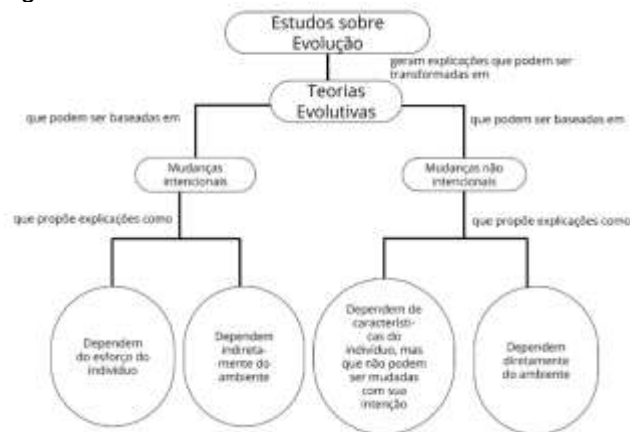 Estudos sobre
Evolução
geram explicações que podem ser
transformadas em
Teorias
Evolutivas
que podem ser baseadas em
que podem ser baseadas em
Mudanças
intencionais
Mudanças não
intencionais
que propõe explicações como
que propõe explicações como
Dependem
do esforço do
indivíduo
Dependem
indireta-
mente do
ambiente
Dependem de
característi-
cas do
indivíduo, mas
que não podem
ser mudadas
com sua
intenção
Dependem
diretamente
do ambiente